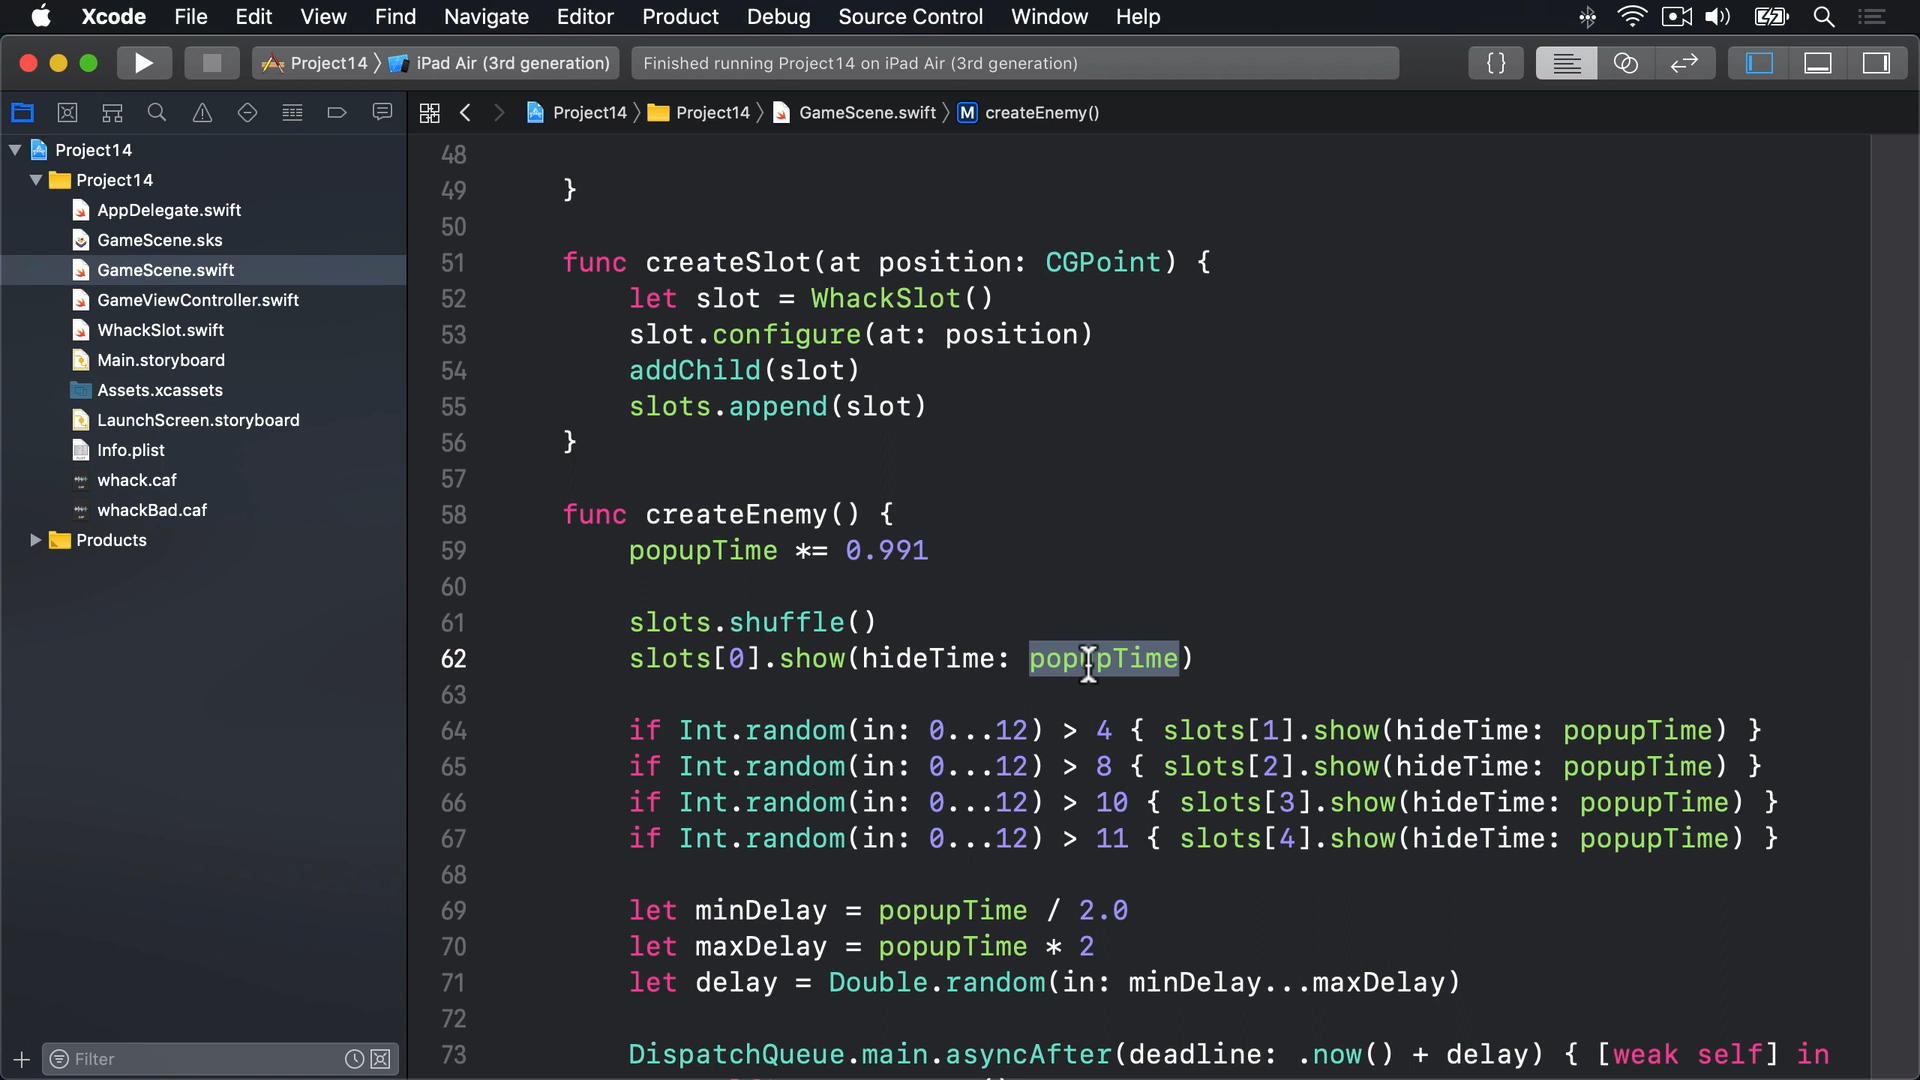 Xcode File Edit View Find Navigate Editor Product Debug Source Control Window Help
Project14 iPad Air (3rd generation) Finished running Project14 on iPad Air (3rd generation) {}
Project14 Project14 GameScene.swift M createEnemy()
Project14
Project14
AppDelegate.swift
GameScene.sks
GameScene.swift
GameViewController.swift
WhackSlot.swift
Main.storyboard
Assets.xcassets
LaunchScreen.storyboard
Info.plist
whack.caf
whackBad.caf
Products
Filter
48
49 }
50
51 func createSlot(at position: CGPoint) {
52 let slot = WhackSlot()
53 slot.configure(at: position)
54 addChild(slot)
55 slots.append(slot)
56 }
57
58 func createEnemy() {
59 popupTime *= 0.991
60
61 slots.shuffle()
62 slots[0].show(hideTime: popupTime)
63
64 if Int.random(in: 0...12) > 4 { slots[1].show(hideTime: popupTime) }
65 if Int.random(in: 0...12) > 8 { slots[2].show(hideTime: popupTime) }
66 if Int.random(in: 0...12) > 10 { slots[3].show(hideTime: popupTime) }
67 if Int.random(in: 0...12) > 11 { slots[4].show(hideTime: popupTime) }
68
69 let minDelay = popupTime / 2.0
70 let maxDelay = popupTime * 2
71 let delay = Double.random(in: minDelay...maxDelay)
72
73 DispatchQueue.main.asyncAfter(deadline: .now() + delay) { [weak self] in